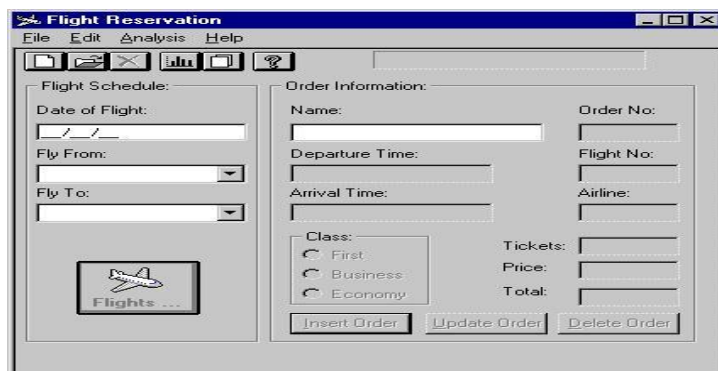 Flight Reservation
File Edit Analysis Help
Flight Schedule:
Date of Flight:
__/__/__
Fly From:
Fly To:
Flights ...
Order Information:
Name:
Order No:
Departure Time:
Flight No:
Arrival Time:
Airline:
Class:
First
Business
Economy
Tickets:
Price:
Total:
Insert Order
Update Order
Delete Order